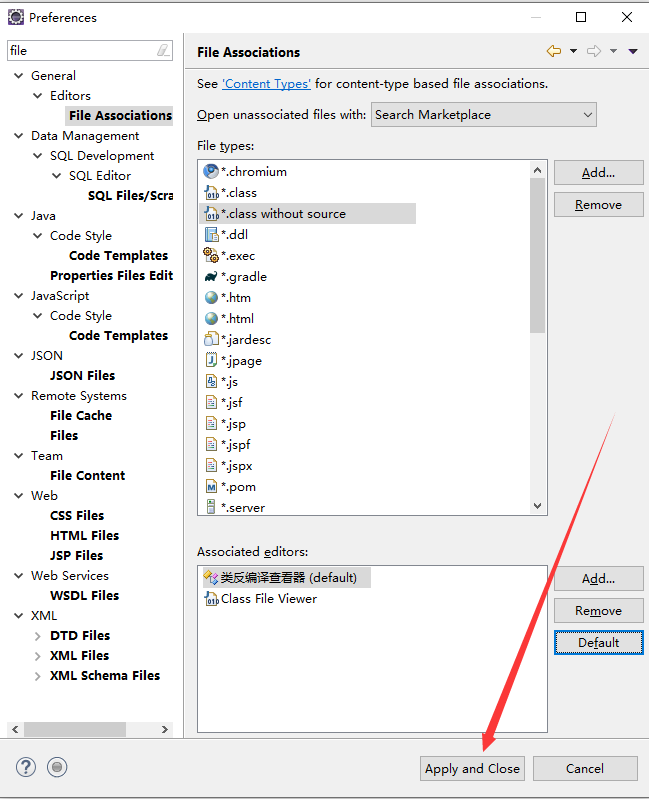 Preferences
file
General
Editors
File Associations
Data Management
SQL Development
SQL Editor
SQL Files/Scra
Java
Code Style
Code Templates
Properties Files Edit
JavaScript
Code Style
Code Templates
JSON
JSON Files
Remote Systems
File Cache
Files
Team
File Content
Web
CSS Files
HTML Files
JSP Files
Web Services
WSDL Files
XML
DTD Files
XML Files
XML Schema Files
File Associations
See 'Content Types' for content-type based file associations.
Open unassociated files with: Search Marketplace
File types:
*.chromium
*.class
*.class without source
*.ddl
*.exec
*.gradle
*.htm
*.html
*.jardesc
*.jpage
*.js
*.jsf
*.jsp
*.jspf
*.jspx
*.pom
*.server
Add...
Remove
Associated editors:
类反编译查看器 (default)
Class File Viewer
Add...
Remove
Default
Apply and Close
Cancel